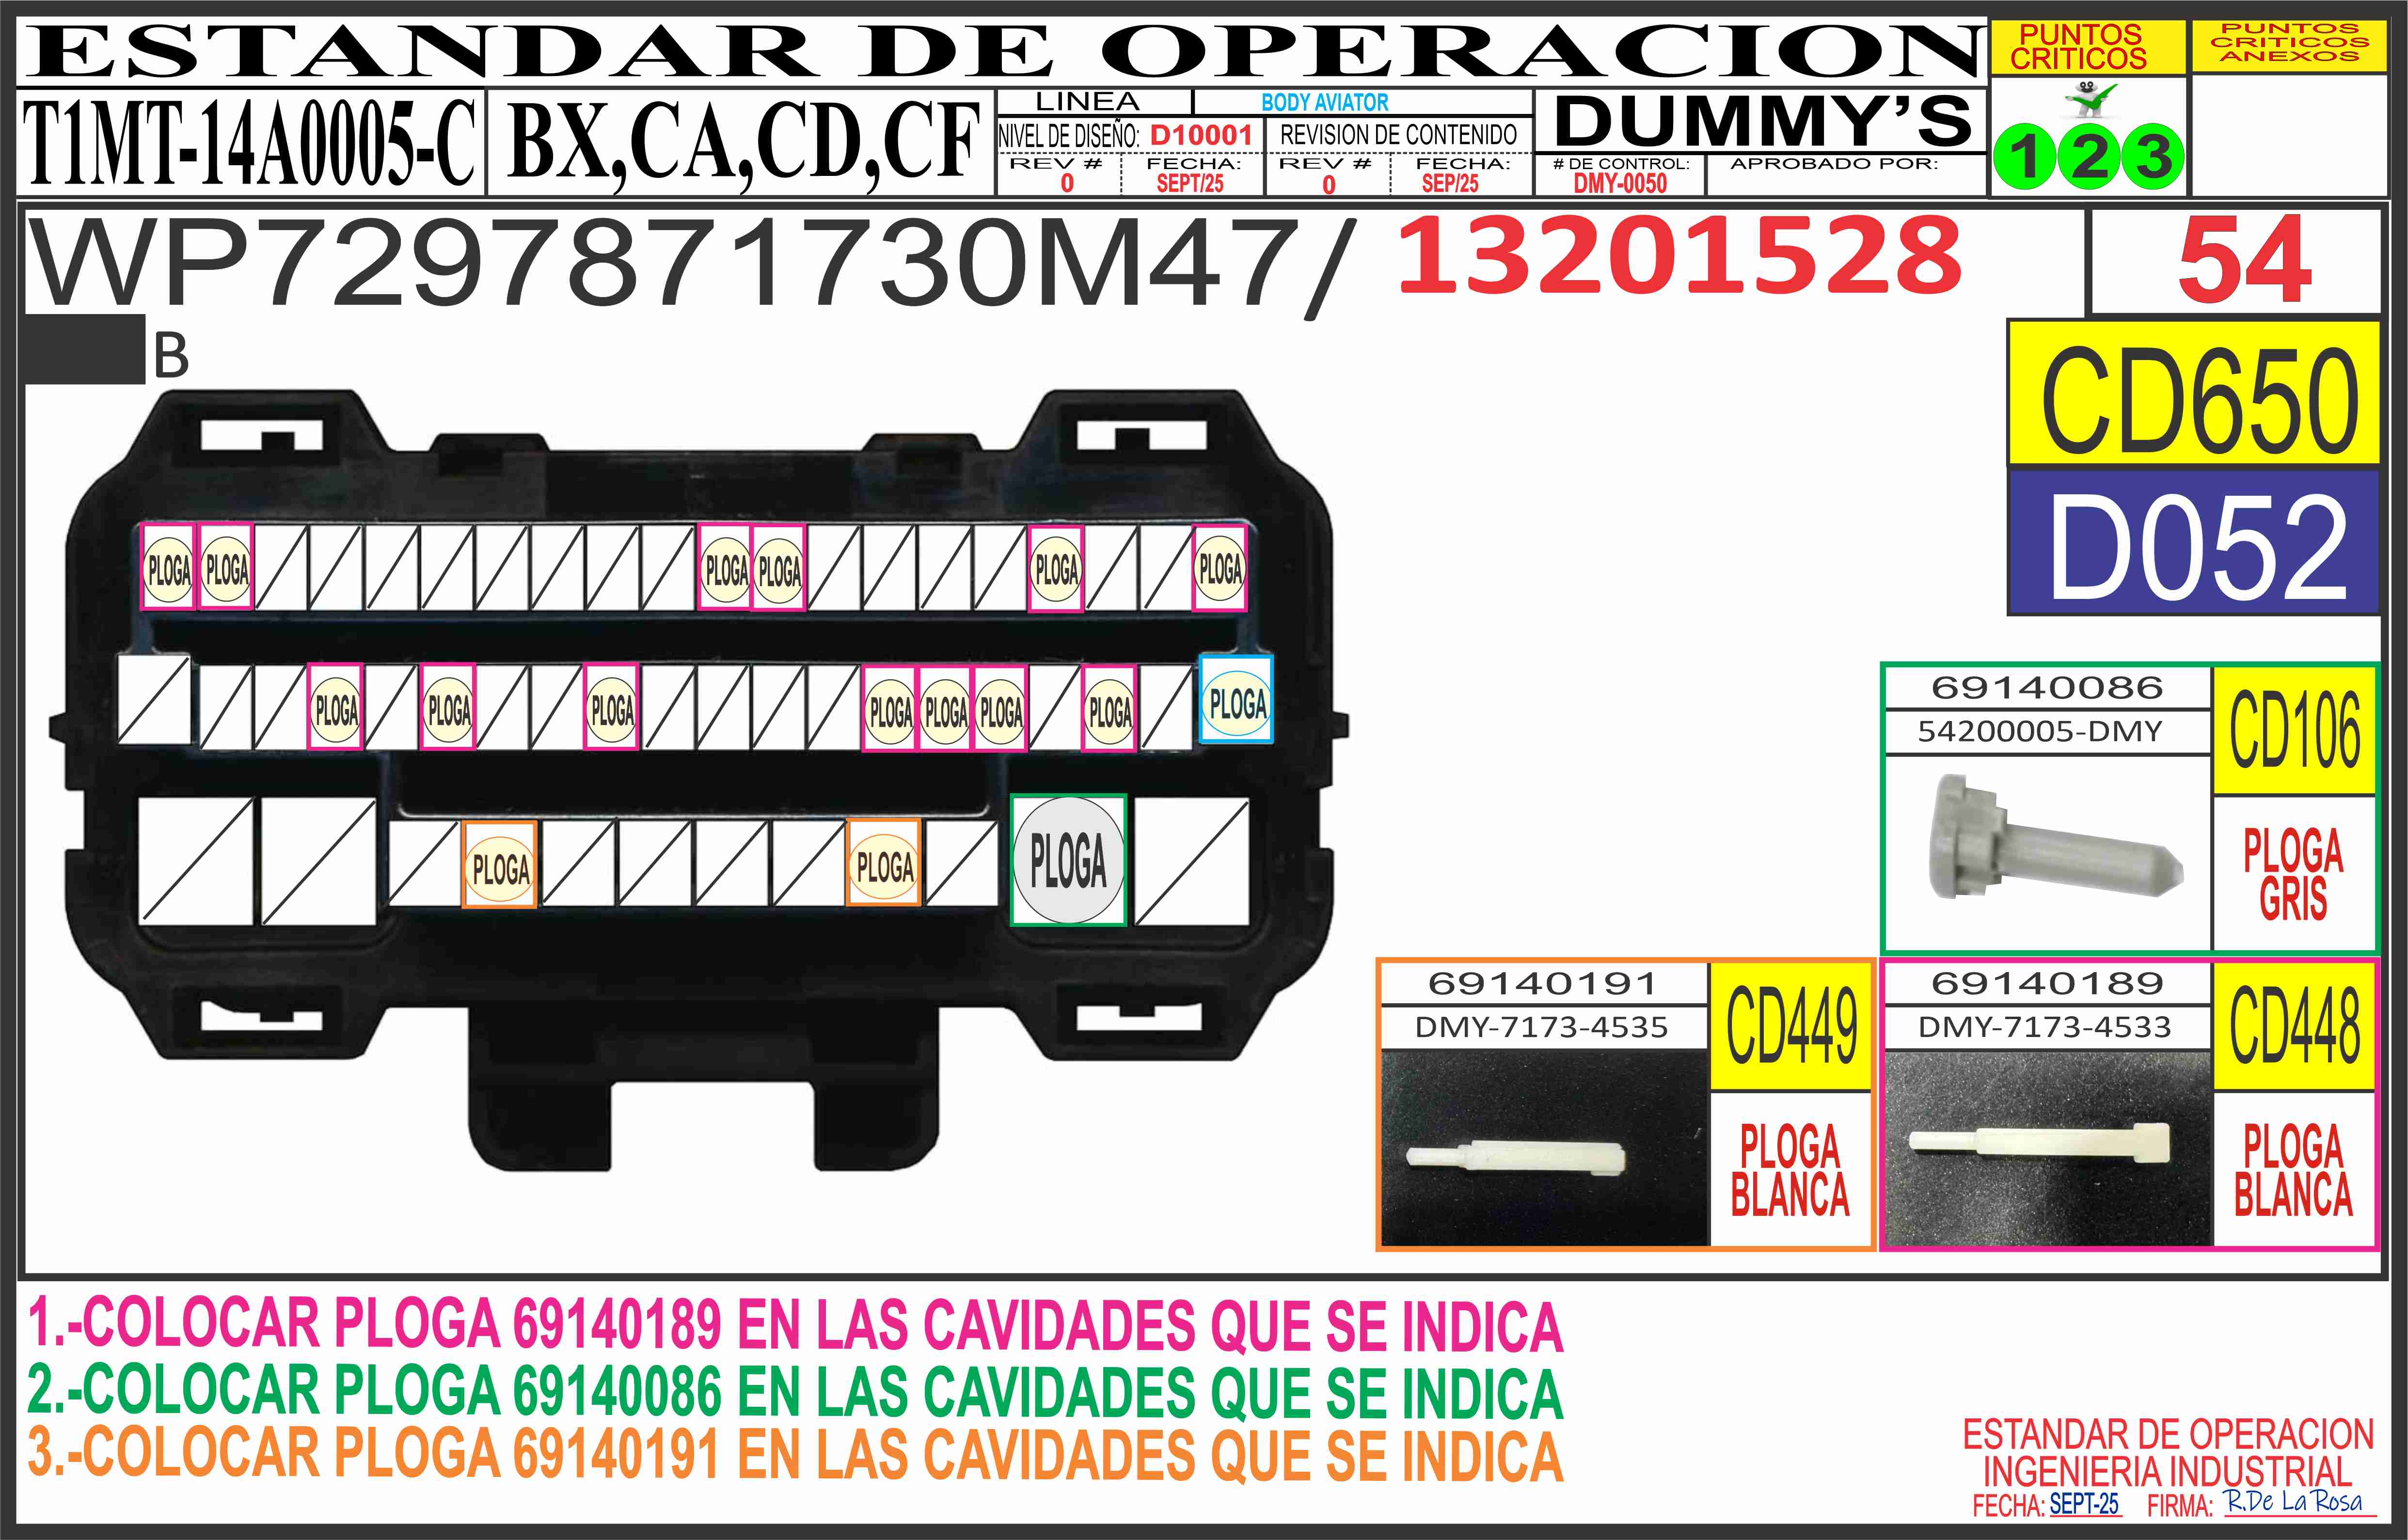 ESTANDAR DE OPERACION
PUNTOS
CRITICOS
PUNTOS
CRITICOS
ANEXOS
T1MT-14A0005-C
BX,CA,CD,CF
LINEA
BODY AVIATOR
NIVEL DE DISEÑO: D10001
REVISION DE CONTENIDO
REV #
0
FECHA:
SEPT/25
REV #
0
FECHA:
SEP/25
DUMMY'S
# DE CONTROL:
DMY-0050
APROBADO POR:
1 2 3
WP7297871730M47/ 13201528
54
B
CD650
D052
PLOGA PLOGA PLOGA PLOGA PLOGA PLOGA
PLOGA PLOGA PLOGA PLOGA PLOGA PLOGA PLOGA PLOGA
PLOGA PLOGA PLOGA
69140086
54200005-DMY
CD106
PLOGA
GRIS
69140191
DMY-7173-4535
CD449
PLOGA
BLANCA
69140189
DMY-7173-4533
CD448
PLOGA
BLANCA
1.-COLOCAR PLOGA 69140189 EN LAS CAVIDADES QUE SE INDICA
2.-COLOCAR PLOGA 69140086 EN LAS CAVIDADES QUE SE INDICA
3.-COLOCAR PLOGA 69140191 EN LAS CAVIDADES QUE SE INDICA
ESTANDAR DE OPERACION
INGENIERIA INDUSTRIAL
FECHA: SEPT-25 FIRMA: R.De La Rosa